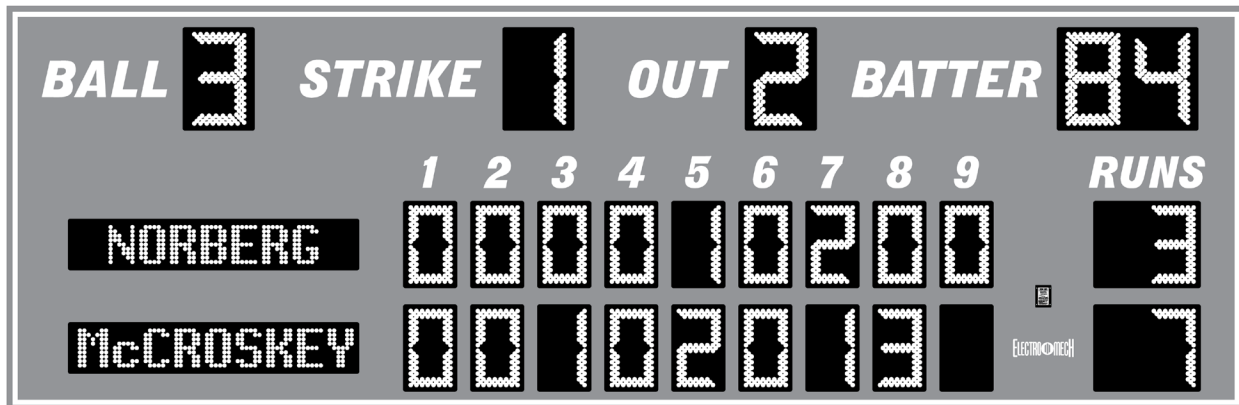 BALL 3 STRIKE 1 OUT 2 BATTER 84
1 2 3 4 5 6 7 8 9 RUNS
NORBERG 0 0 0 0 1 0 2 0 0 3
McCROSKEY 0 0 1 0 2 0 1 3 7
ELECTRO-MECH